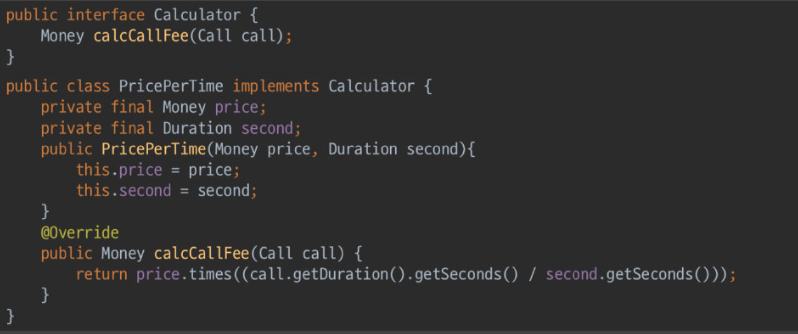 public interface Calculator {
    Money calcCallFee(Call call);
}
public class PricePerTime implements Calculator {
    private final Money price;
    private final Duration second;
    public PricePerTime(Money price, Duration second){
        this.price = price;
        this.second = second;
    }
    @Override
    public Money calcCallFee(Call call) {
        return price.times((call.getDuration().getSeconds() / second.getSeconds()));
    }
}